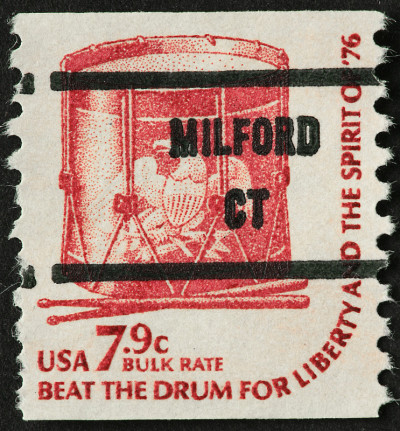 MILFORD
CT
USA 7.9c
BULK RATE
BEAT THE DRUM FOR LIBERTY AND THE SPIRIT OF '76